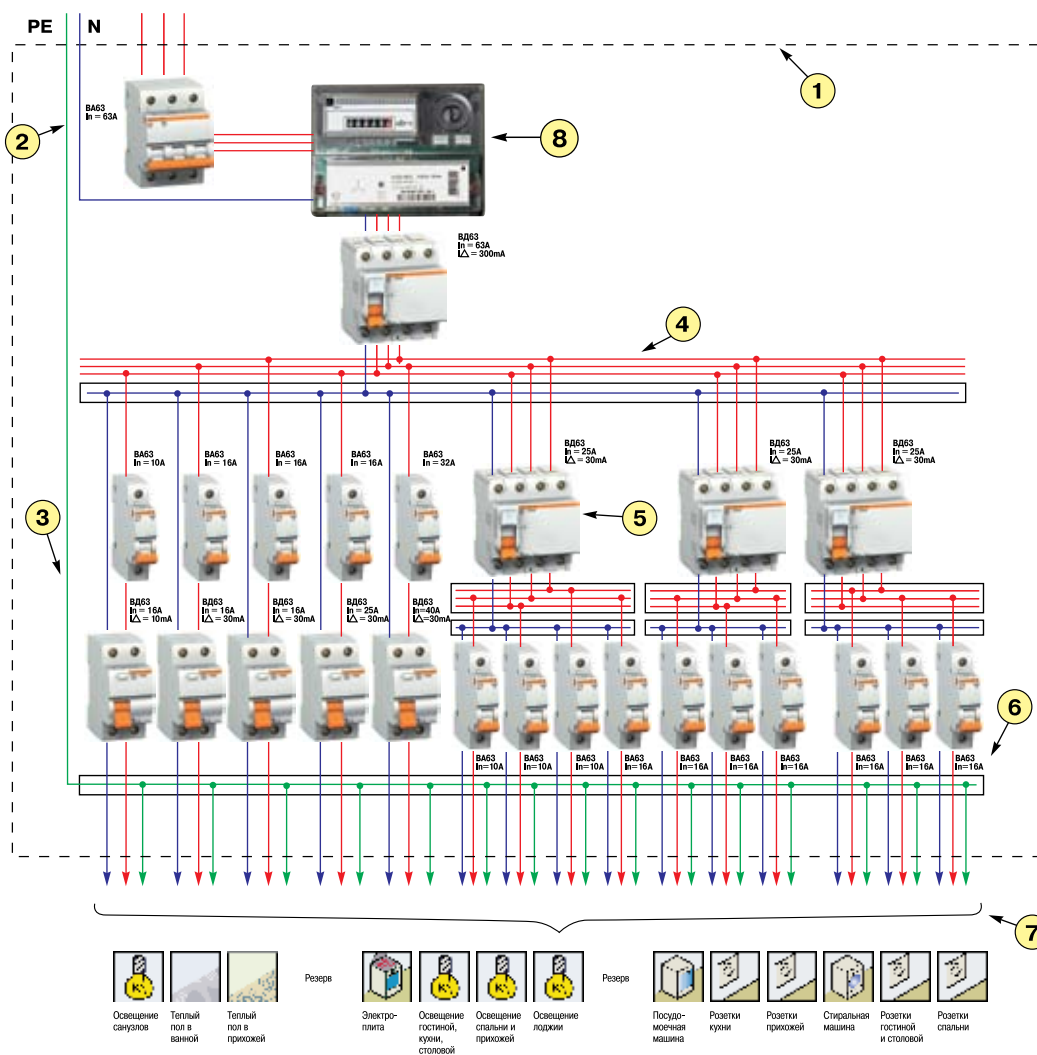 PE N
1
ВА63
In = 63A
2
8
ВД63
In = 63A
I△ = 300mA
4
ВА63
In = 10A
ВА63
In = 16A
ВА63
In = 16A
ВА63
In = 16A
ВА63
In = 32A
ВД63
In = 25A
I△ = 30mA
ВД63
In = 25A
I△ = 30mA
ВД63
In = 25A
I△ = 30mA
3
5
ВД63
In = 16A
I△ = 10mA
ВД63
In = 16A
I△ = 30mA
ВД63
In = 16A
I△ = 30mA
ВД63
In = 25A
I△ = 30mA
ВД63
In=40A
I△=30mA
6
ВА63
In=10A
ВА63
In=10A
ВА63
In=10A
ВА63
In=16A
ВА63
In=16A
ВА63
In=16A
ВА63
In=16A
ВА63
In=16A
ВА63
In=16A
ВА63
In=16A
7
Освещение
санузлов
Теплый
пол в
ванной
Теплый
пол в
прихожей
Резерв
Электро-
плита
Освещение
гостиной,
кухни,
столовой
Освещение
спальни и
прихожей
Освещение
лоджии
Резерв
Посудо-
моечная
машина
Розетки
кухни
Розетки
прихожей
Стиральная
машина
Розетки
гостиной
и столовой
Розетки
спальни